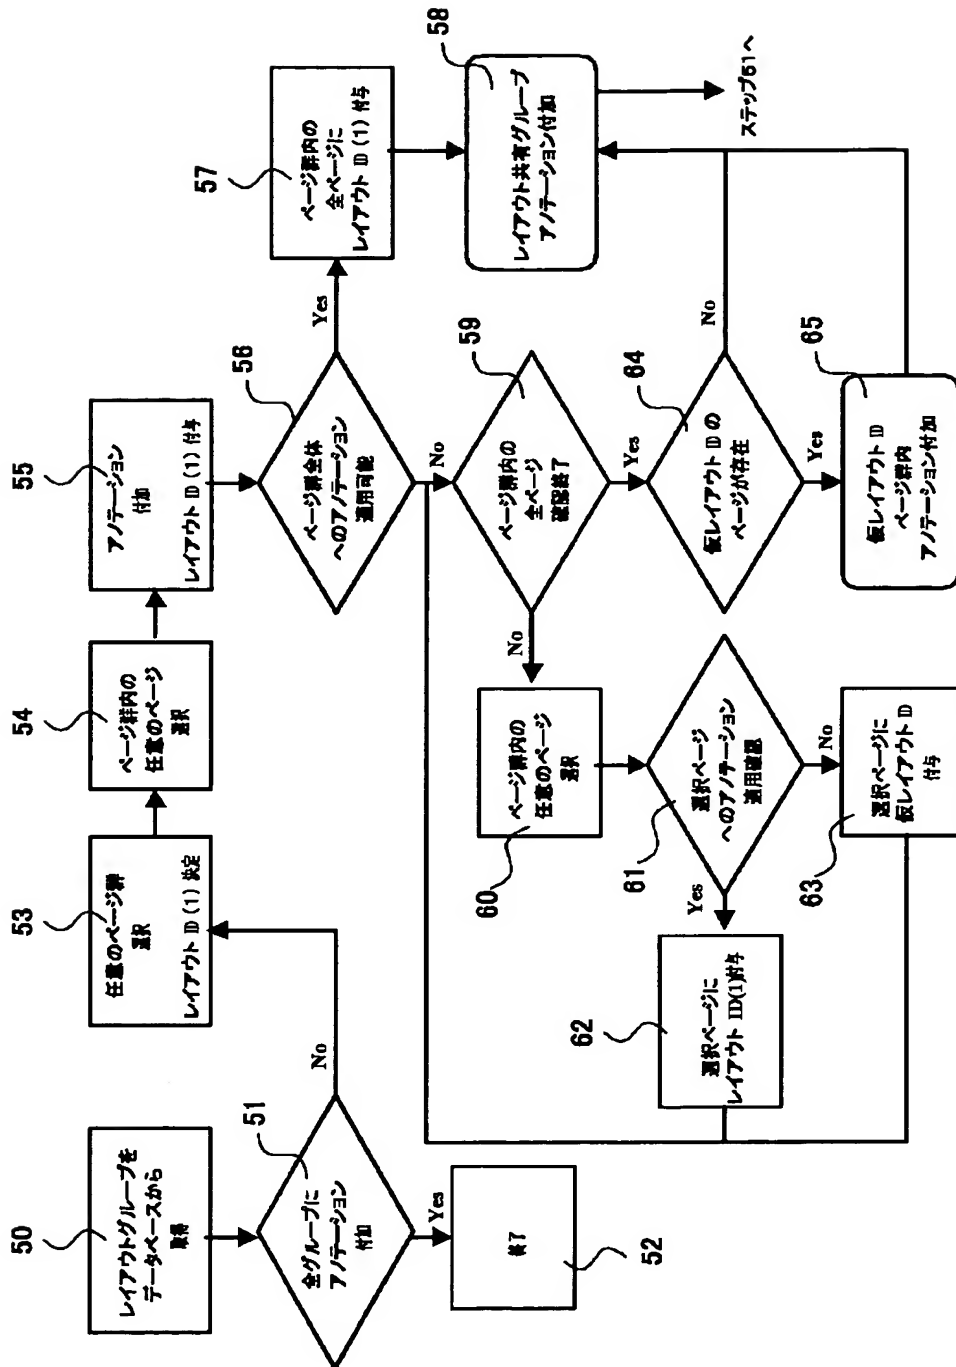 50
レイアウトグループを
データベースから
取得
51
全グループに
アノテーション
付加
Yes
No
終了
52
53
任意のページ群
選択
レイアウト ID (1) 決定
54
ページ群内の
任意のページ
選択
55
アノテーション
付加
レイアウト ID (1) 付与
56
ページ群全体
へのアノテーション
適用可能
Yes
No
57
ページ群内の
全ページに
レイアウト ID (1) 付与
58
レイアウト共有グループ
アノテーション付加
ステップ51へ
59
ページ群内の
全ページ
確認終了
No
Yes
60
ページ群内の
任意のページ
選択
61
選択ページ
へのアノテーション
適用確認
Yes
No
62
選択ページに
レイアウト ID(1)付与
63
選択ページに
仮レイアウト ID
付与
64
仮レイアウト ID の
ページが存在
No
Yes
65
仮レイアウト ID
ページ群内
アノテーション付加